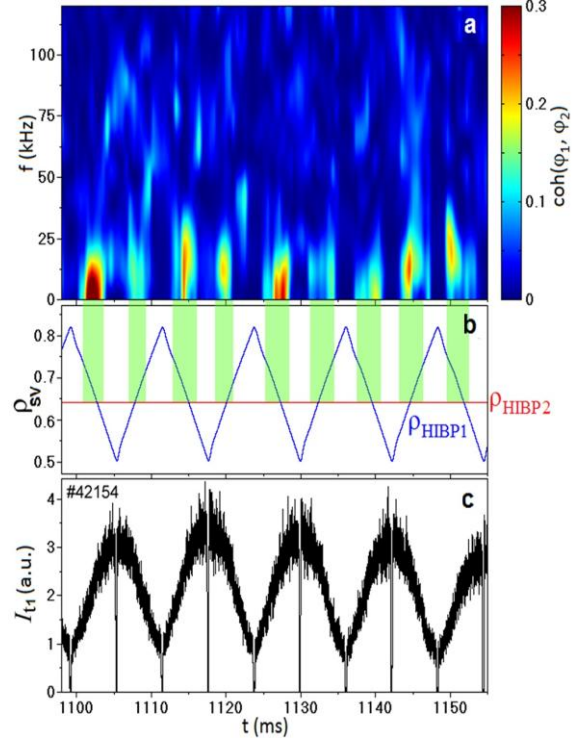 a
120
100
75
50
25
0
f (kHz)
0.3
0.2
0.1
0
coh(φ₁, φ₂)
b
0.8
0.7
0.6
0.5
ρSV
ρHIBP2
ρHIBP1
#42154
c
4
3
2
1
0
It1 (a.u.)
1100 1110 1120 1130 1140 1150
t (ms)